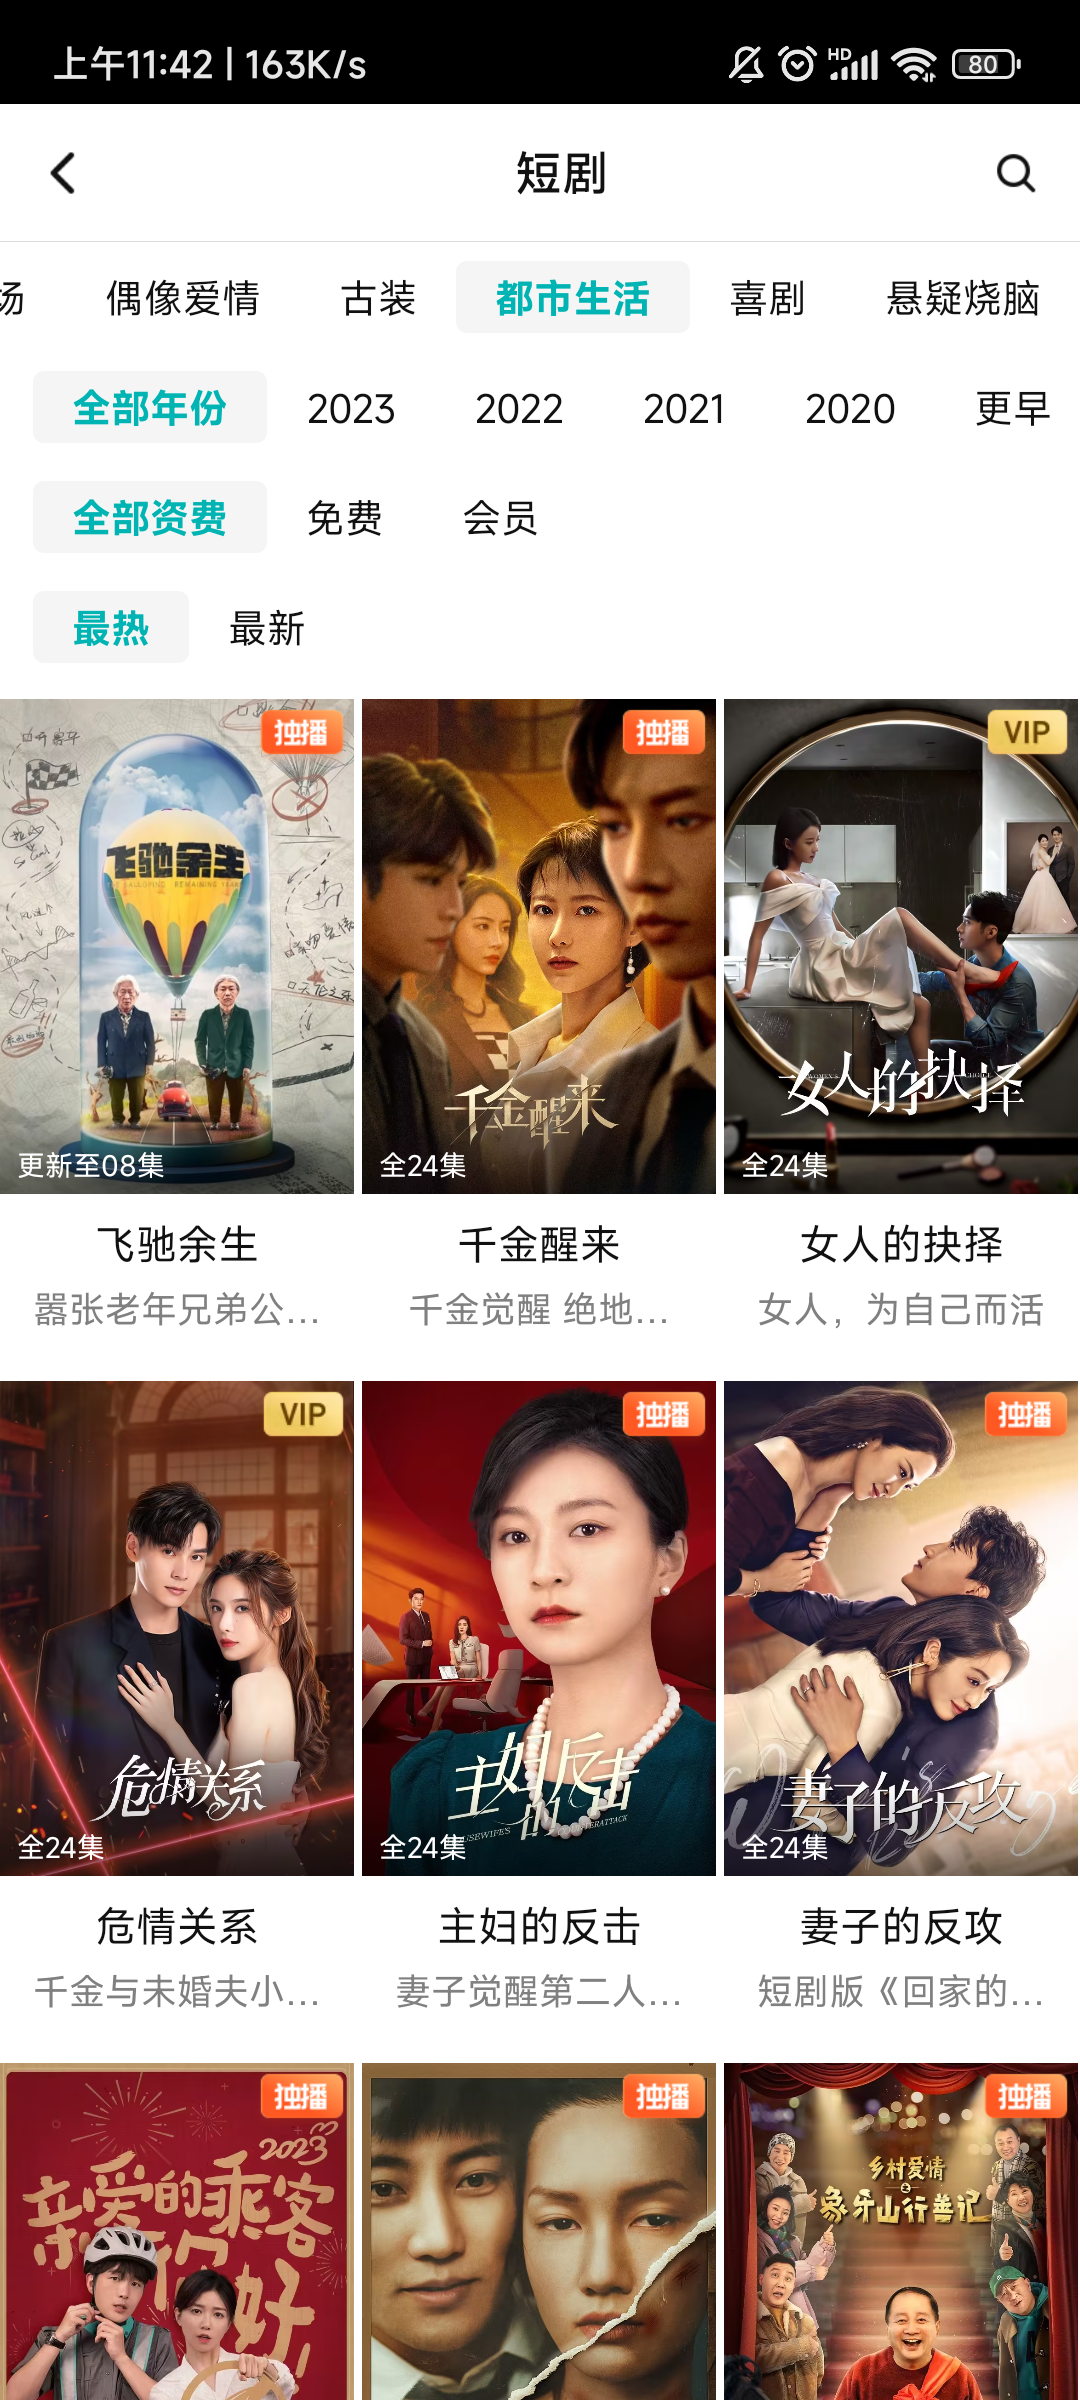 上午11:42 | 163K/s
HD
80
短剧
场 偶像爱情 古装 都市生活 喜剧 悬疑烧脑
全部年份 2023 2022 2021 2020 更早
全部资费 免费 会员
最热 最新
独播
飞驰余生
更新至08集
独播
千金醒来
全24集
VIP
女人的抉择
全24集
飞驰余生 千金醒来 女人的抉择
嚣张老年兄弟公... 千金觉醒 绝地... 女人，为自己而活
VIP
危情关系
全24集
独播
主妇的反击
全24集
独播
妻子的反攻
全24集
危情关系 主妇的反击 妻子的反攻
千金与未婚夫小... 妻子觉醒第二人... 短剧版《回家的...
独播
2023
亲爱的乘客
你好!
独播
独播
乡村爱情
之
象牙山行善记